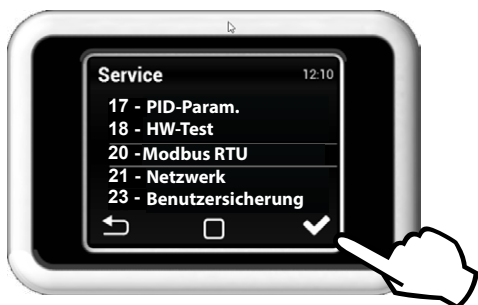 Service 12:10
17 - PID-Param.
18 - HW-Test
20 -Modbus RTU
21 - Netzwerk
23 - Benutzersicherung